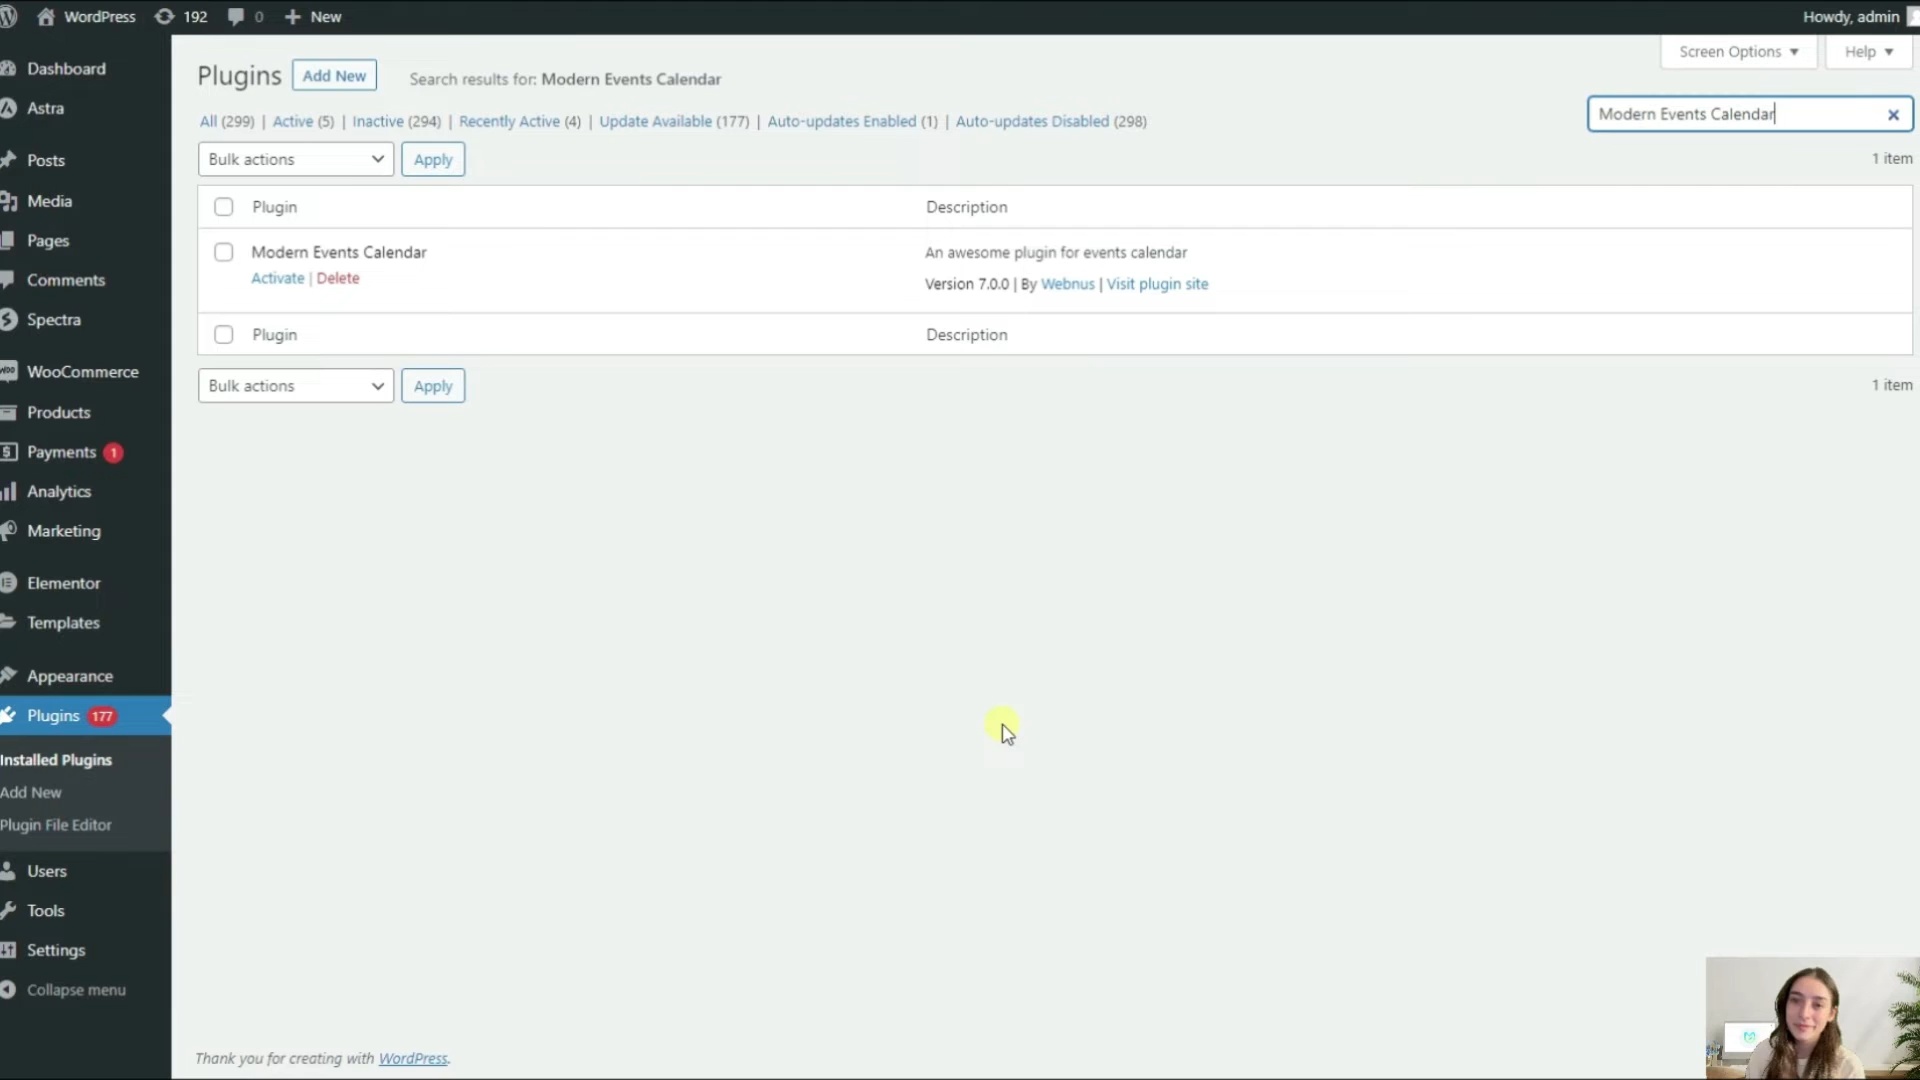 WordPress 192 0 New Howdy, admin
Screen Options Help
Dashboard
Astra
Posts
Media
Pages
Comments
Spectra
WooCommerce
Products
Payments 1
Analytics
Marketing
Elementor
Templates
Appearance
Plugins 177
Installed Plugins
Add New
Plugin File Editor
Users
Tools
Settings
Collapse menu
Plugins Add New Search results for: Modern Events Calendar
All (299) | Active (5) | Inactive (294) | Recently Active (4) | Update Available (177) | Auto-updates Enabled (1) | Auto-updates Disabled (298)
Modern Events Calendar
Bulk actions Apply 1 item
Plugin Description
Modern Events Calendar An awesome plugin for events calendar
Activate | Delete Version 7.0.0 | By Webnus | Visit plugin site
Plugin Description
Bulk actions Apply 1 item
Thank you for creating with WordPress.